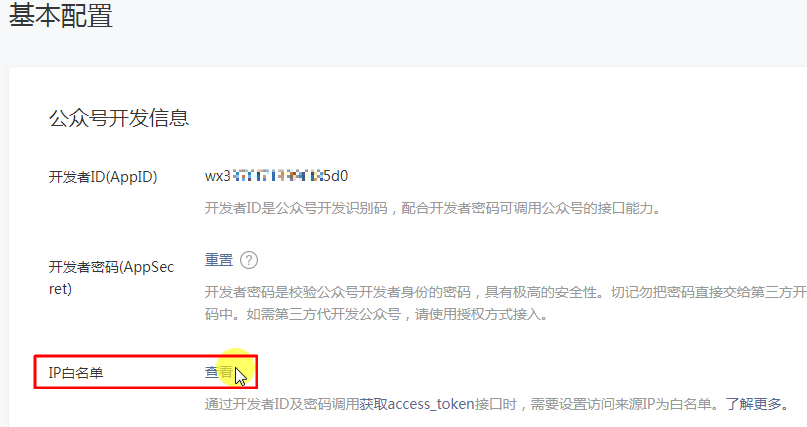 基本配置
公众号开发信息
开发者ID(AppID)
wx3 5d0
开发者ID是公众号开发识别码，配合开发者密码可调用公众号的接口能力。
开发者密码(AppSec
ret)
重置 ?
开发者密码是校验公众号开发者身份的密码，具有极高的安全性。切记勿把密码直接交给第三方开
码中。如需第三方代开发公众号，请使用授权方式接入。
IP白名单
查看
通过开发者ID及密码调用获取access_token接口时，需要设置访问来源IP为白名单。了解更多。